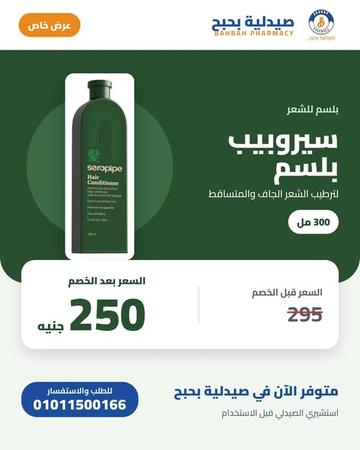 صيدلية بحبح
BAHBAH PHARMACY
عرض خاص
بلسم للشعر
سيروبيب
بلسم
لترطيب الشعر الجاف والمتساقط
300 مل
seropipe
Hair
Conditioner
السعر قبل الخصم
295
السعر بعد الخصم
250 جنيه
متوفر الآن في صيدلية بحبح
استشيري الصيدلي قبل الاستخدام
للطلب والاستفسار
01011500166